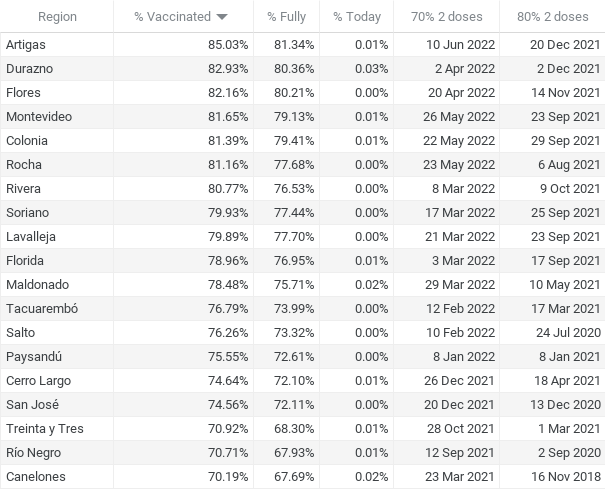 Region % Vaccinated % Fully % Today 70% 2 doses 80% 2 doses
Artigas 85.03% 81.34% 0.01% 10 Jun 2022 20 Dec 2021
Durazno 82.93% 80.36% 0.03% 2 Apr 2022 2 Dec 2021
Flores 82.16% 80.21% 0.00% 20 Apr 2022 14 Nov 2021
Montevideo 81.65% 79.13% 0.01% 26 May 2022 23 Sep 2021
Colonia 81.39% 79.41% 0.01% 22 May 2022 29 Sep 2021
Rocha 81.16% 77.68% 0.00% 23 May 2022 6 Aug 2021
Rivera 80.77% 76.53% 0.00% 8 Mar 2022 9 Oct 2021
Soriano 79.93% 77.44% 0.00% 17 Mar 2022 25 Sep 2021
Lavalleja 79.89% 77.70% 0.00% 21 Mar 2022 23 Sep 2021
Florida 78.96% 76.95% 0.01% 3 Mar 2022 17 Sep 2021
Maldonado 78.48% 75.71% 0.02% 29 Mar 2022 10 May 2021
Tacuarembó 76.79% 73.99% 0.00% 12 Feb 2022 17 Mar 2021
Salto 76.26% 73.32% 0.00% 10 Feb 2022 24 Jul 2020
Paysandú 75.55% 72.61% 0.00% 8 Jan 2022 8 Jan 2021
Cerro Largo 74.64% 72.10% 0.01% 26 Dec 2021 18 Apr 2021
San José 74.56% 72.11% 0.00% 20 Dec 2021 13 Dec 2020
Treinta y Tres 70.92% 68.30% 0.01% 28 Oct 2021 1 Mar 2021
Río Negro 70.71% 67.93% 0.01% 12 Sep 2021 2 Sep 2020
Canelones 70.19% 67.69% 0.02% 23 Mar 2021 16 Nov 2018